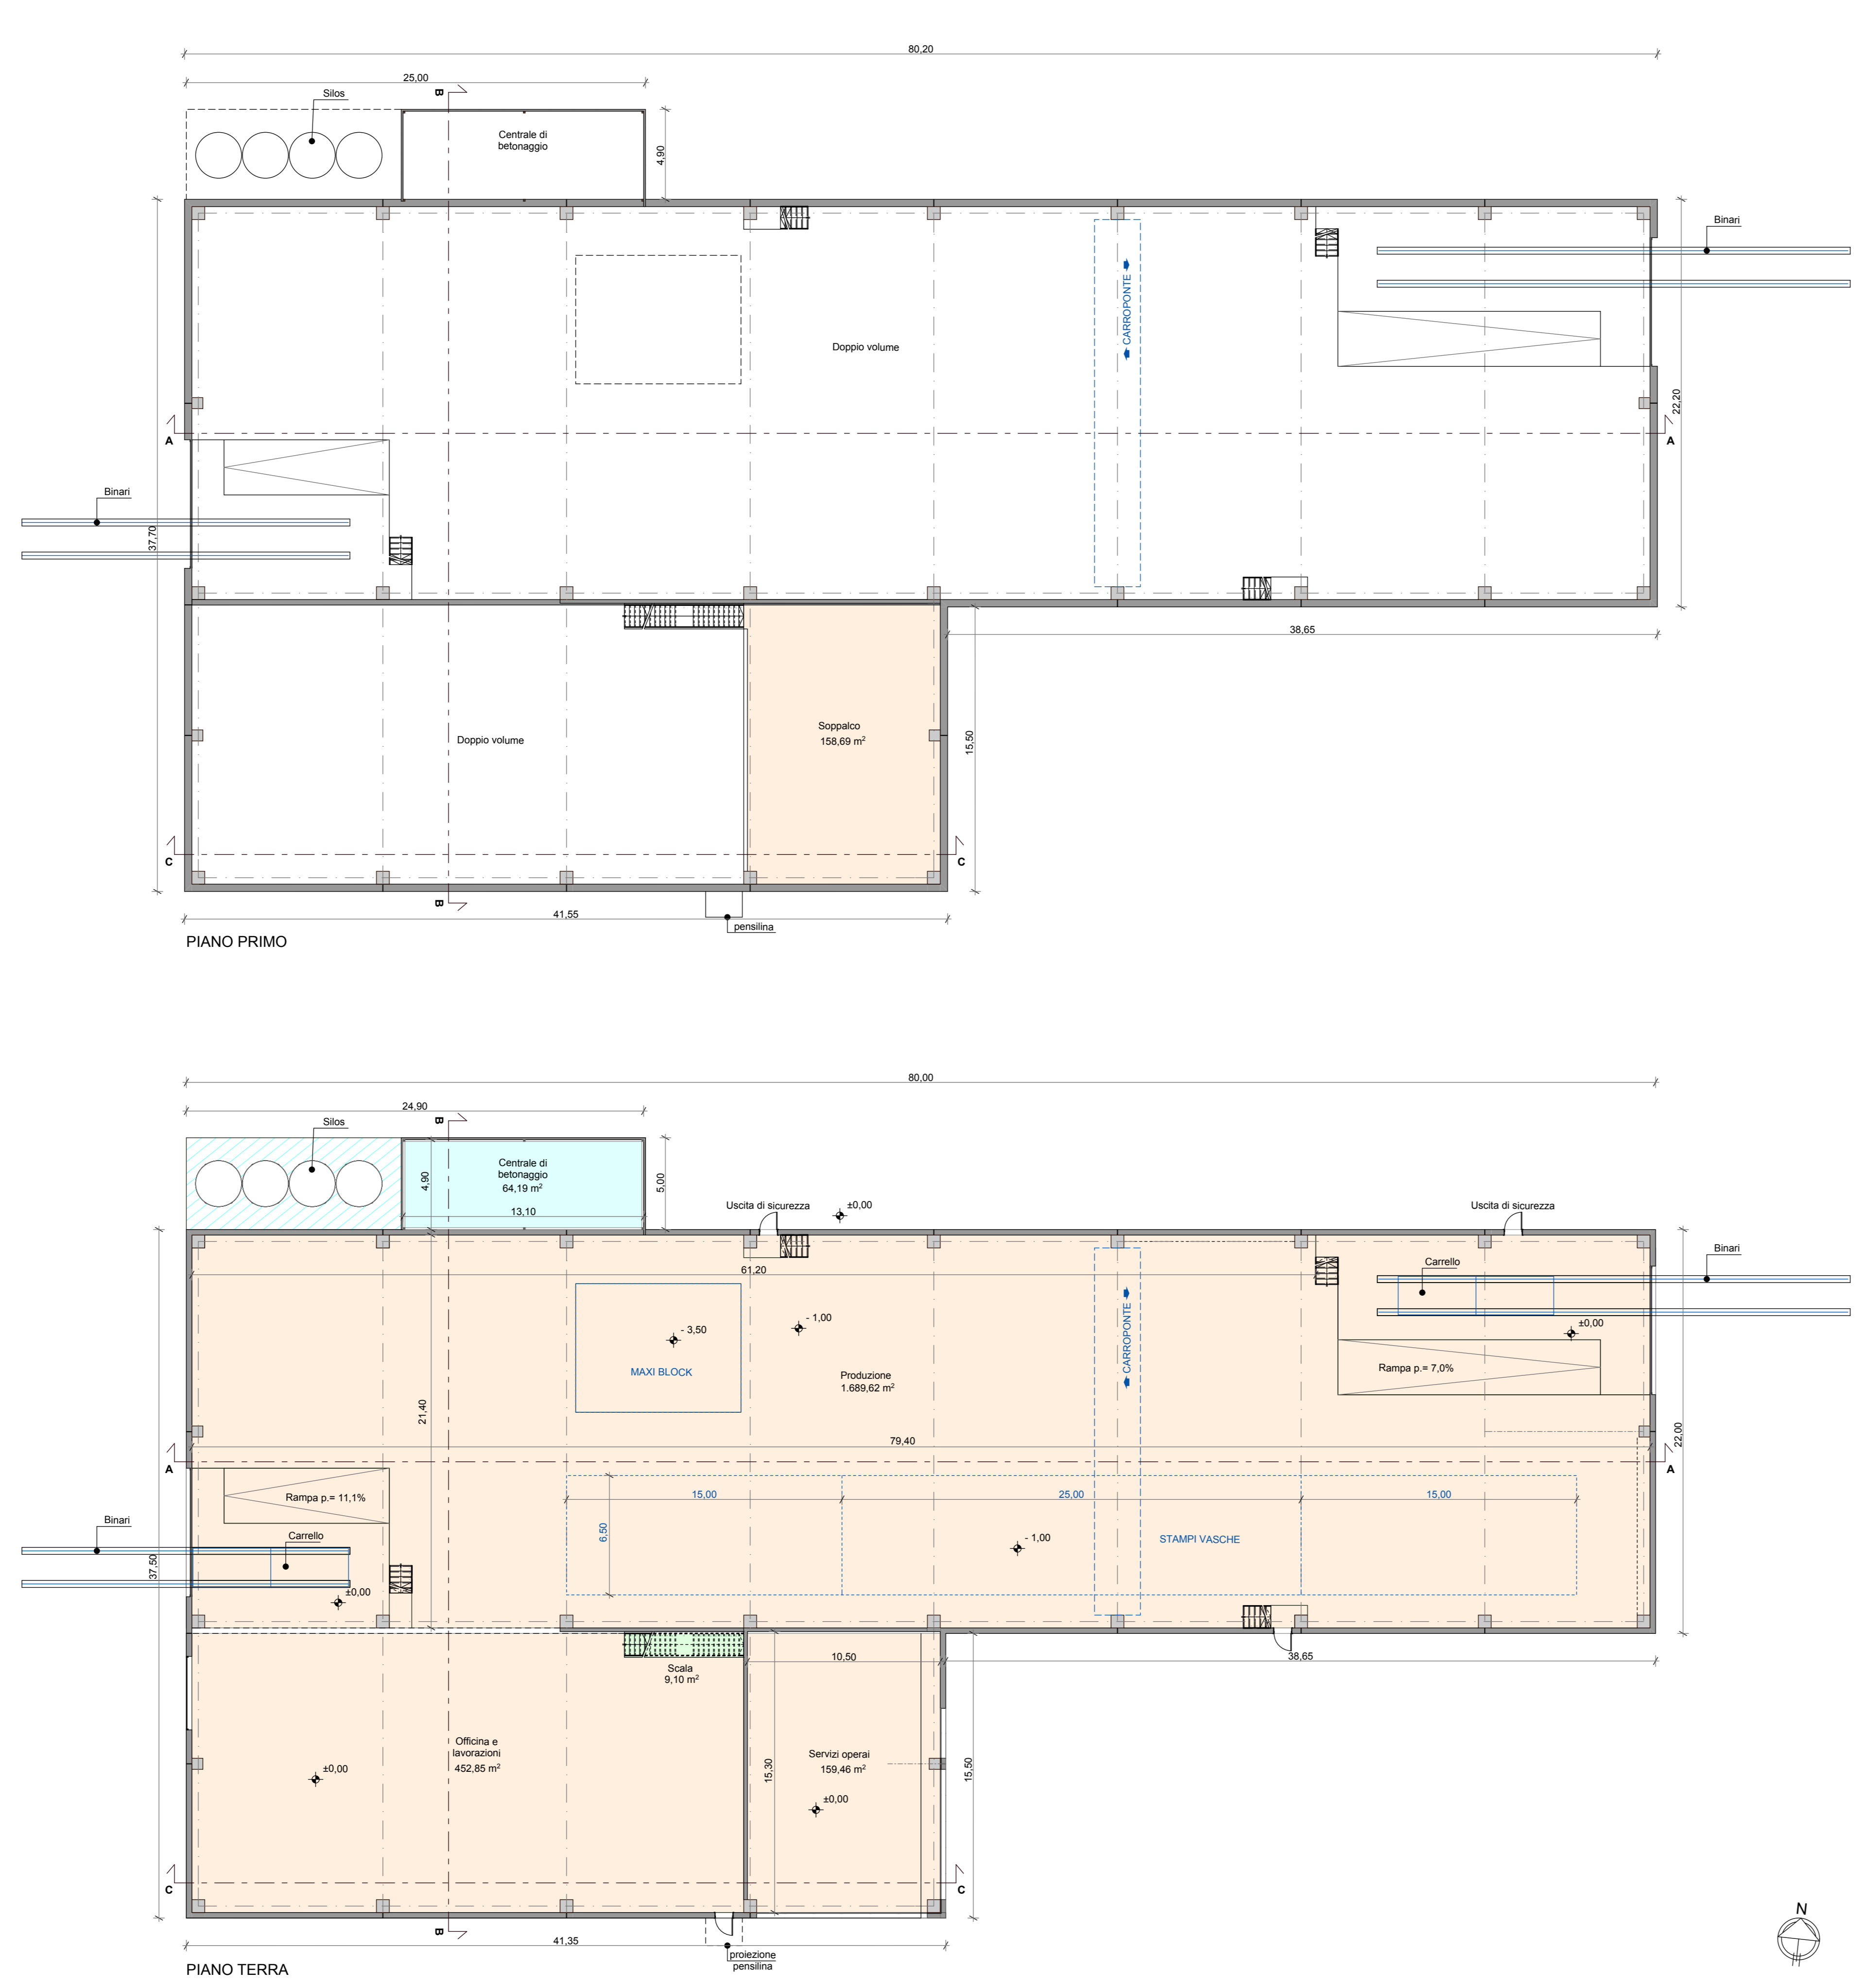 80,20
25,00
B
Silos
Centrale di
betonaggio
4,90
Binari
CARROPONTE
Doppio volume
22,20
A
A
Binari
37,70
38,65
Soppalco
158,69 m²
Doppio volume
15,50
C
C
B
41,55
pensilina
PIANO PRIMO
80,00
24,90
B
Silos
Centrale di
betonaggio
64,19 m²
4,90
13,10
5,00
Uscita di sicurezza
±0,00
Uscita di sicurezza
Binari
Carrello
61,20
- 1,00
- 3,50
±0,00
CARROPONTE
MAXI BLOCK
Produzione
1.689,62 m²
Rampa p.= 7,0%
21,40
79,40
22,00
A
A
Rampa p.= 11,1%
15,00
25,00
15,00
Binari
Carrello
6,50
- 1,00
STAMPI VASCHE
37,50
±0,00
10,50
38,65
Scala
9,10 m²
Officina e
lavorazioni
452,85 m²
Servizi operai
159,46 m²
15,30
15,50
±0,00
±0,00
C
C
B
41,35
proiezione
pensilina
PIANO TERRA
N